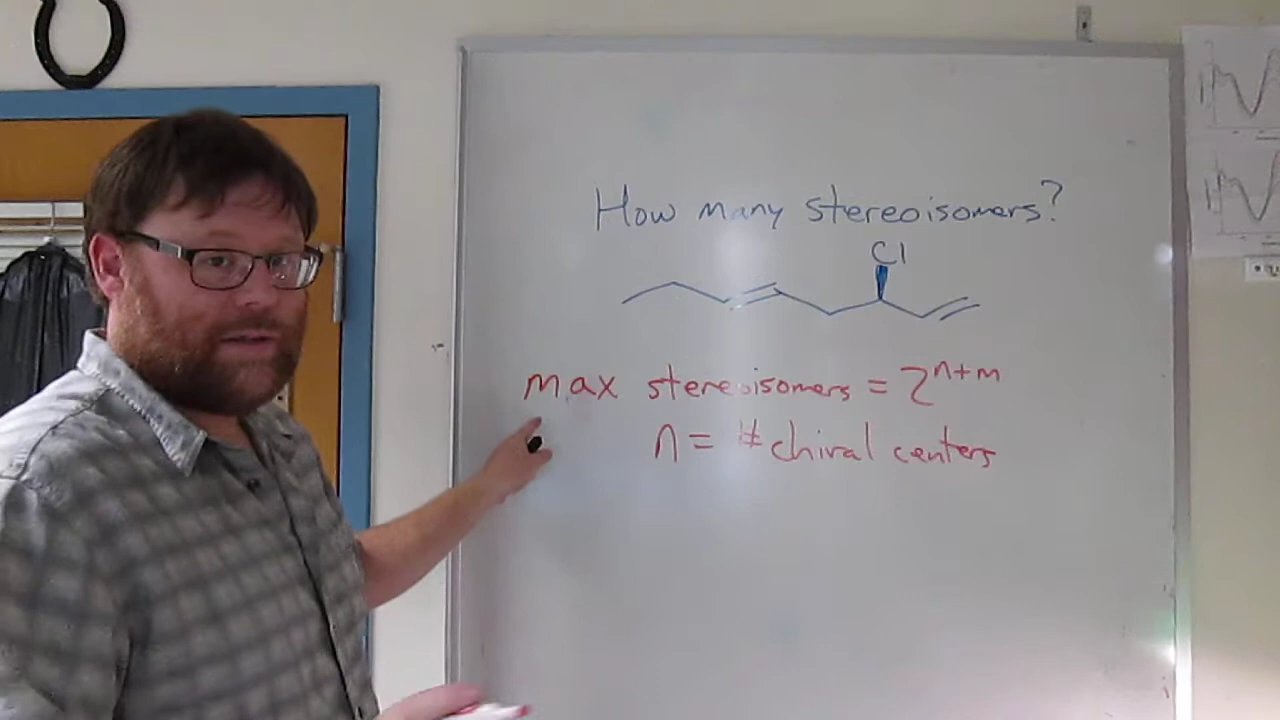 How many stereoisomers?
Cl
max stereoisomers = 2^n+m
n = # chiral centers